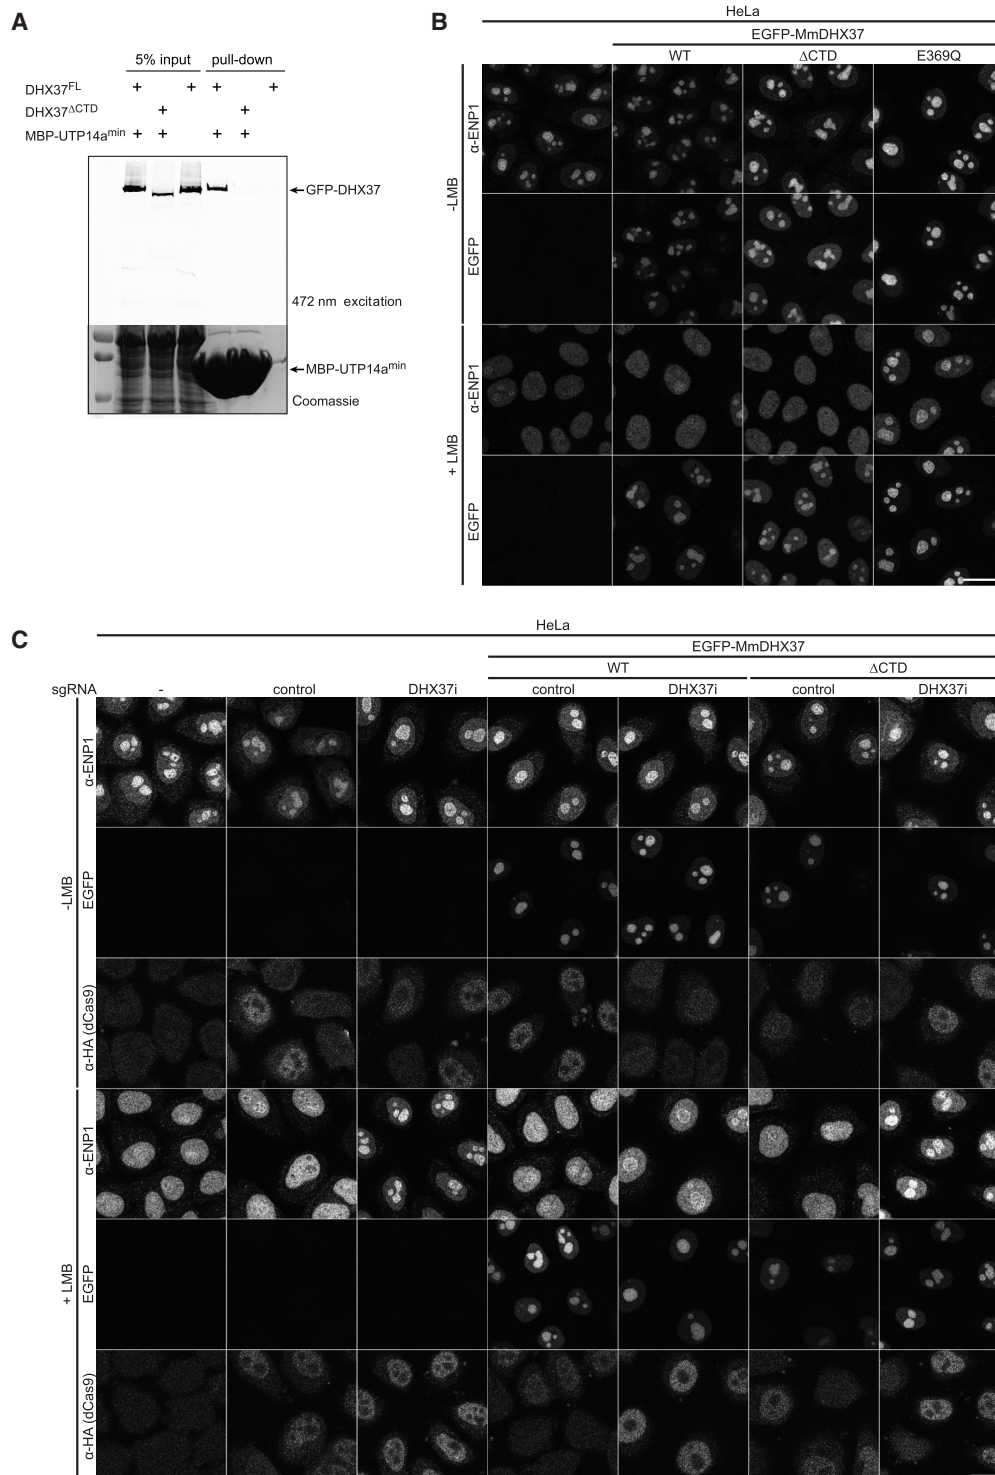 A
5% input pull-down
DHX37FL + + + +
DHX37ΔCTD + +
MBP-UTP14amin + + + +
GFP-DHX37
472 nm excitation
MBP-UTP14amin
Coomassie
B
HeLa
EGFP-MmDHX37
WT ΔCTD E369Q
-LMB
α-ENP1
EGFP
+ LMB
α-ENP1
EGFP
C
HeLa
EGFP-MmDHX37
WT ΔCTD
sgRNA - control DHX37i control DHX37i control DHX37i
-LMB
α-ENP1
EGFP
α-HA (dCas9)
+ LMB
α-ENP1
EGFP
α-HA (dCas9)